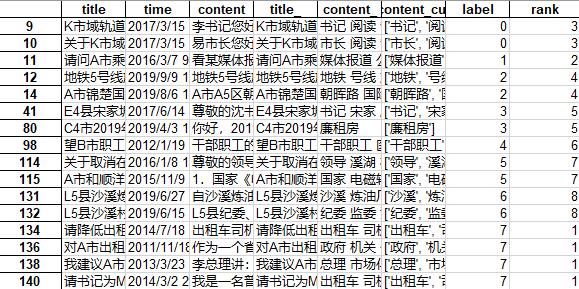 title time content title_ content_ content_cu label rank
9 K市域轨道 2017/3/15 李书记您好 K市域轨道 书记 阅读 ['书记', '阅读 0 3
10 关于K市域 2017/3/15 易市长您好 关于K市域 市长 阅读 ['市长', '阅读 0 3
11 请问A市商 2016/3/7 9 看某媒体报 请问A市 媒体报道 ['媒体报道' 1 2
12 地铁5号线 2019/9/9 1 地铁5号线 地铁5号线 地铁 号线 ['地铁', '号线 2 4
14 A市锦楚国 2019/8/6 1 A市A5区朝 A市锦楚国 朝晖路 国际 ['朝晖路', ' 2 4
41 E4县宋家 2017/6/14 尊敬的沈书 E4县宋家 书记 宋家 ['书记', '宋家 3 5
80 C4市2019 2019/4/3 1 你好，201 C4市2019 廉租房 ['廉租房'] 3 5
98 望B市职工 2012/1/19 干部职工的 望B市职工 干部职工 ['干部职工' 4 6
114 关于取消在 2016/1/8 1 尊敬的领导 关于取消在 领导 溪湖 ['领导', '溪湖 5 7
115 A市和顺洋 2015/11/9 1．国家《 A市和顺洋 国家 电磁辐 ['国家', '电磁 5 7
131 L5县沙溪 2019/6/27 自沙溪炼油 L5县沙溪 沙溪 炼油厂 ['沙溪', '炼油 6 8
132 L5县沙溪村 2019/6/15 L5纪委、 L5县沙溪村 纪委 监委 ['纪委', '监委 6 8
134 请降低出租 2014/7/18 出租车司机 请降低出租 出租车 司机 ['出租车', ' 7 1
136 对A市出租 2011/11/18 作为一个 对A市出租 政府 机关 ['政府', '机关 7 1
138 我建议A市 2013/3/23 李总理讲： 我建议A市 总理 市场 ['总理', '市场 7 1
140 请书记为M 2014/3/2 2 我是一名普 请书记为M 出租车 司机 ['出租车', ' 7 1